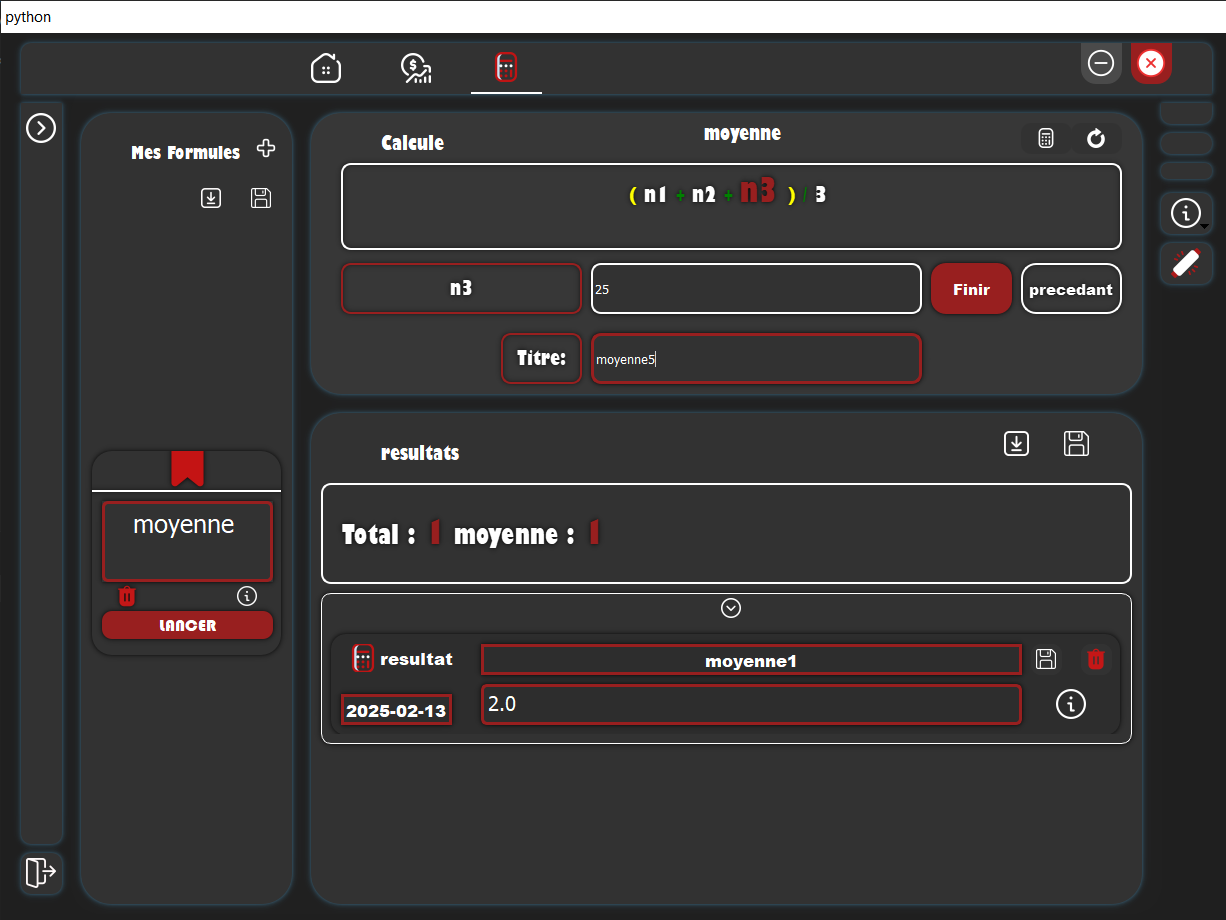 python
Mes Formules
moyenne
LANCER
Calcule
moyenne
( n1 + n2 + n3 ) / 3
n3
25
Finir
precedant
Titre:
moyenne5
resultats
Total : 1 moyenne : 1
resultat
moyenne1
2025-02-13
2.0